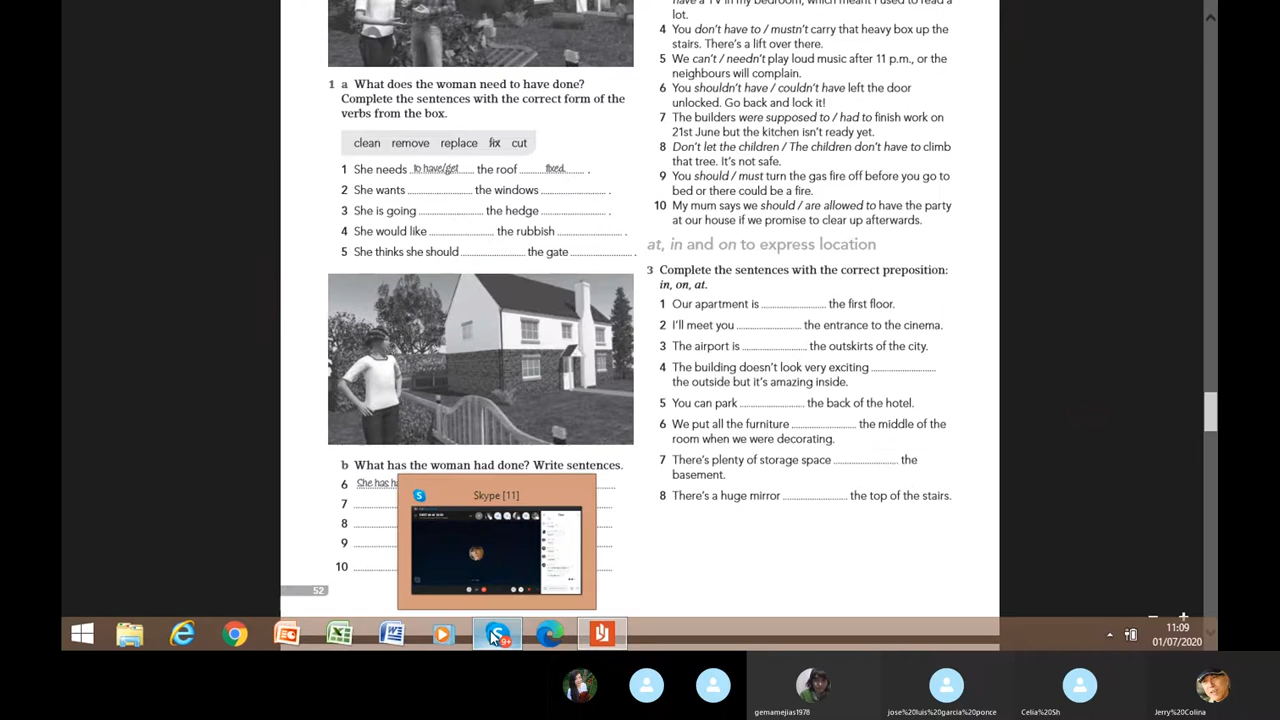 1 a What does the woman need to have done?
Complete the sentences with the correct form of the
verbs from the box.
clean remove replace fix cut
1 She needs to have/get the roof fixed .
2 She wants the windows .
3 She is going the hedge .
4 She would like the rubbish .
5 She thinks she should the gate .
b What has the woman had done? Write sentences.
6 She has ha
7
8
9
10
52
have a TV in my bedroom, which meant I used to read a
lot.
4 You don't have to / mustn't carry that heavy box up the
stairs. There's a lift over there.
5 We can't / needn't play loud music after 11 p.m., or the
neighbours will complain.
6 You shouldn't have / couldn't have left the door
unlocked. Go back and lock it!
7 The builders were supposed to / had to finish work on
21st June but the kitchen isn't ready yet.
8 Don't let the children / The children don't have to climb
that tree. It's not safe.
9 You should / must turn the gas fire off before you go to
bed or there could be a fire.
10 My mum says we should / are allowed to have the party
at our house if we promise to clear up afterwards.
at, in and on to express location
3 Complete the sentences with the correct preposition:
in, on, at.
1 Our apartment is the first floor.
2 I'll meet you the entrance to the cinema.
3 The airport is the outskirts of the city.
4 The building doesn't look very exciting
the outside but it's amazing inside.
5 You can park the back of the hotel.
6 We put all the furniture the middle of the
room when we were decorating.
7 There's plenty of storage space the
basement.
8 There's a huge mirror the top of the stairs.
Skype [11]
9+
11:09
01/07/2020
gemamejias1978
jose%20luis%20garcia%20ponce
Celia%20Sh
Jerry%20Colina